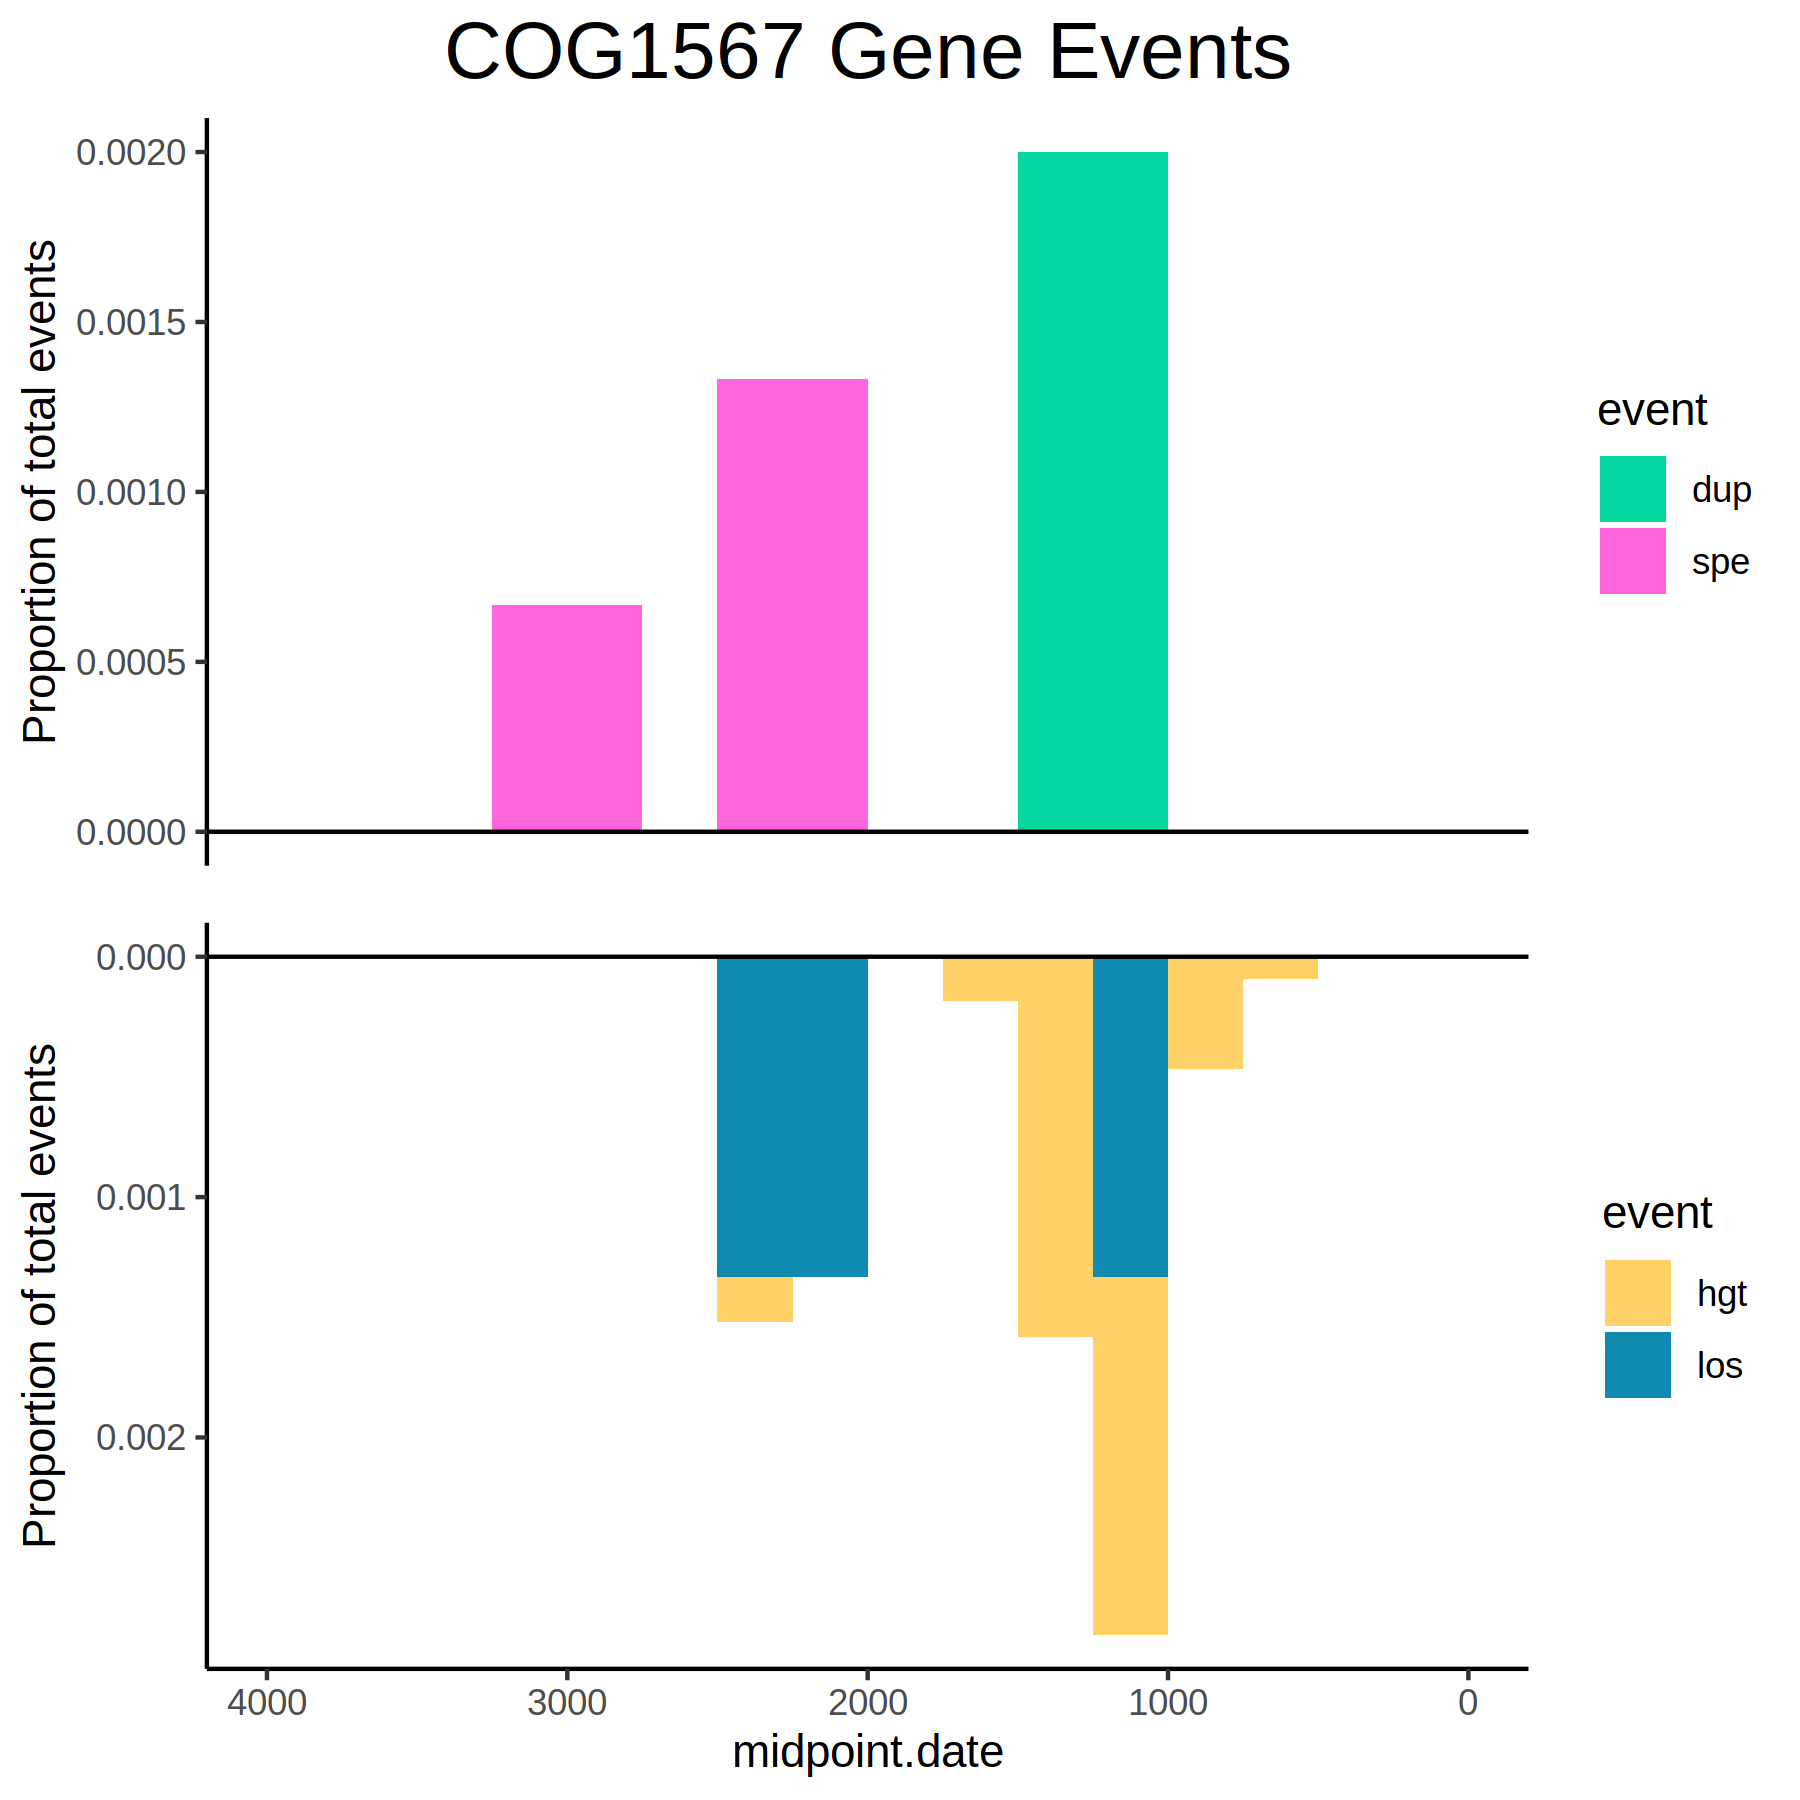 COG1567 Gene Events
Proportion of total events
0.0020
0.0015
0.0010
0.0005
0.0000
event
dup
spe
Proportion of total events
0.000
0.001
0.002
event
hgt
los
4000 3000 2000 1000 0
midpoint.date